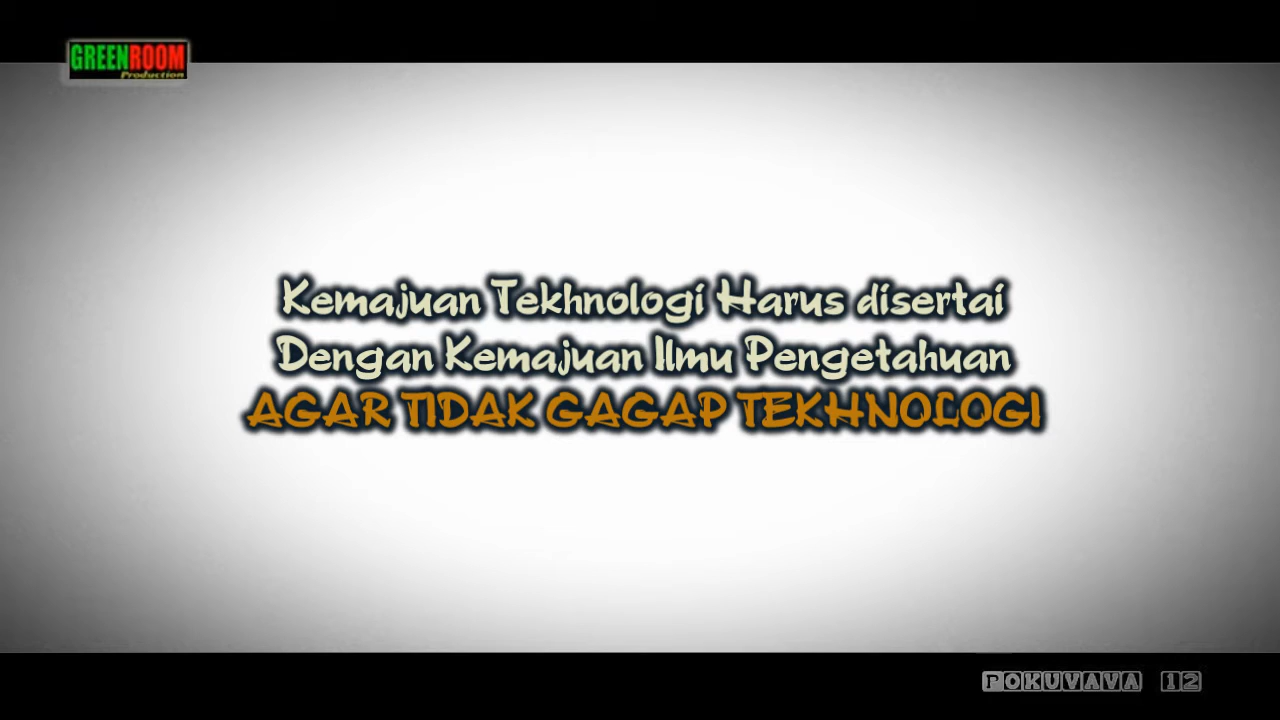 GREENROOM
Production
Kemajuan Tekhnologi Harus disertai
Dengan Kemajuan Ilmu Pengetahuan
AGAR TIDAK GAGAP TEKHNOLOGI
POKUVAVA 12